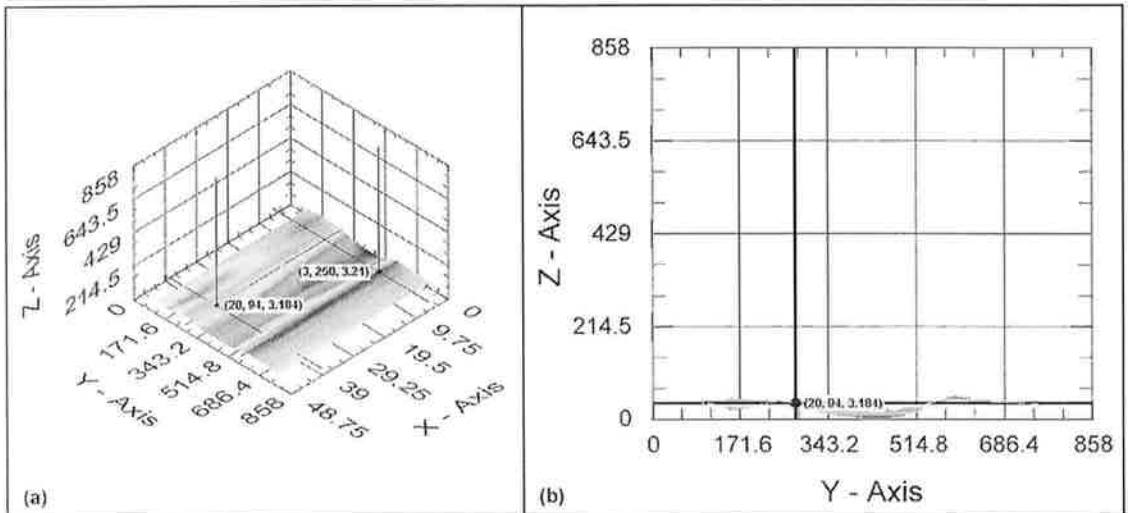 858
643.5
429
214.5
0
Z - Axis
171.6
343.2
514.8
686.4
858
Y - Axis
0
9.75
19.5
29.25
39
48.75
X - Axis
(3, 250, 3.21)
(20, 94, 3.184)
(a)
858
643.5
429
214.5
0
Z - Axis
(20, 94, 3.184)
0 171.6 343.2 514.8 686.4 858
Y - Axis
(b)